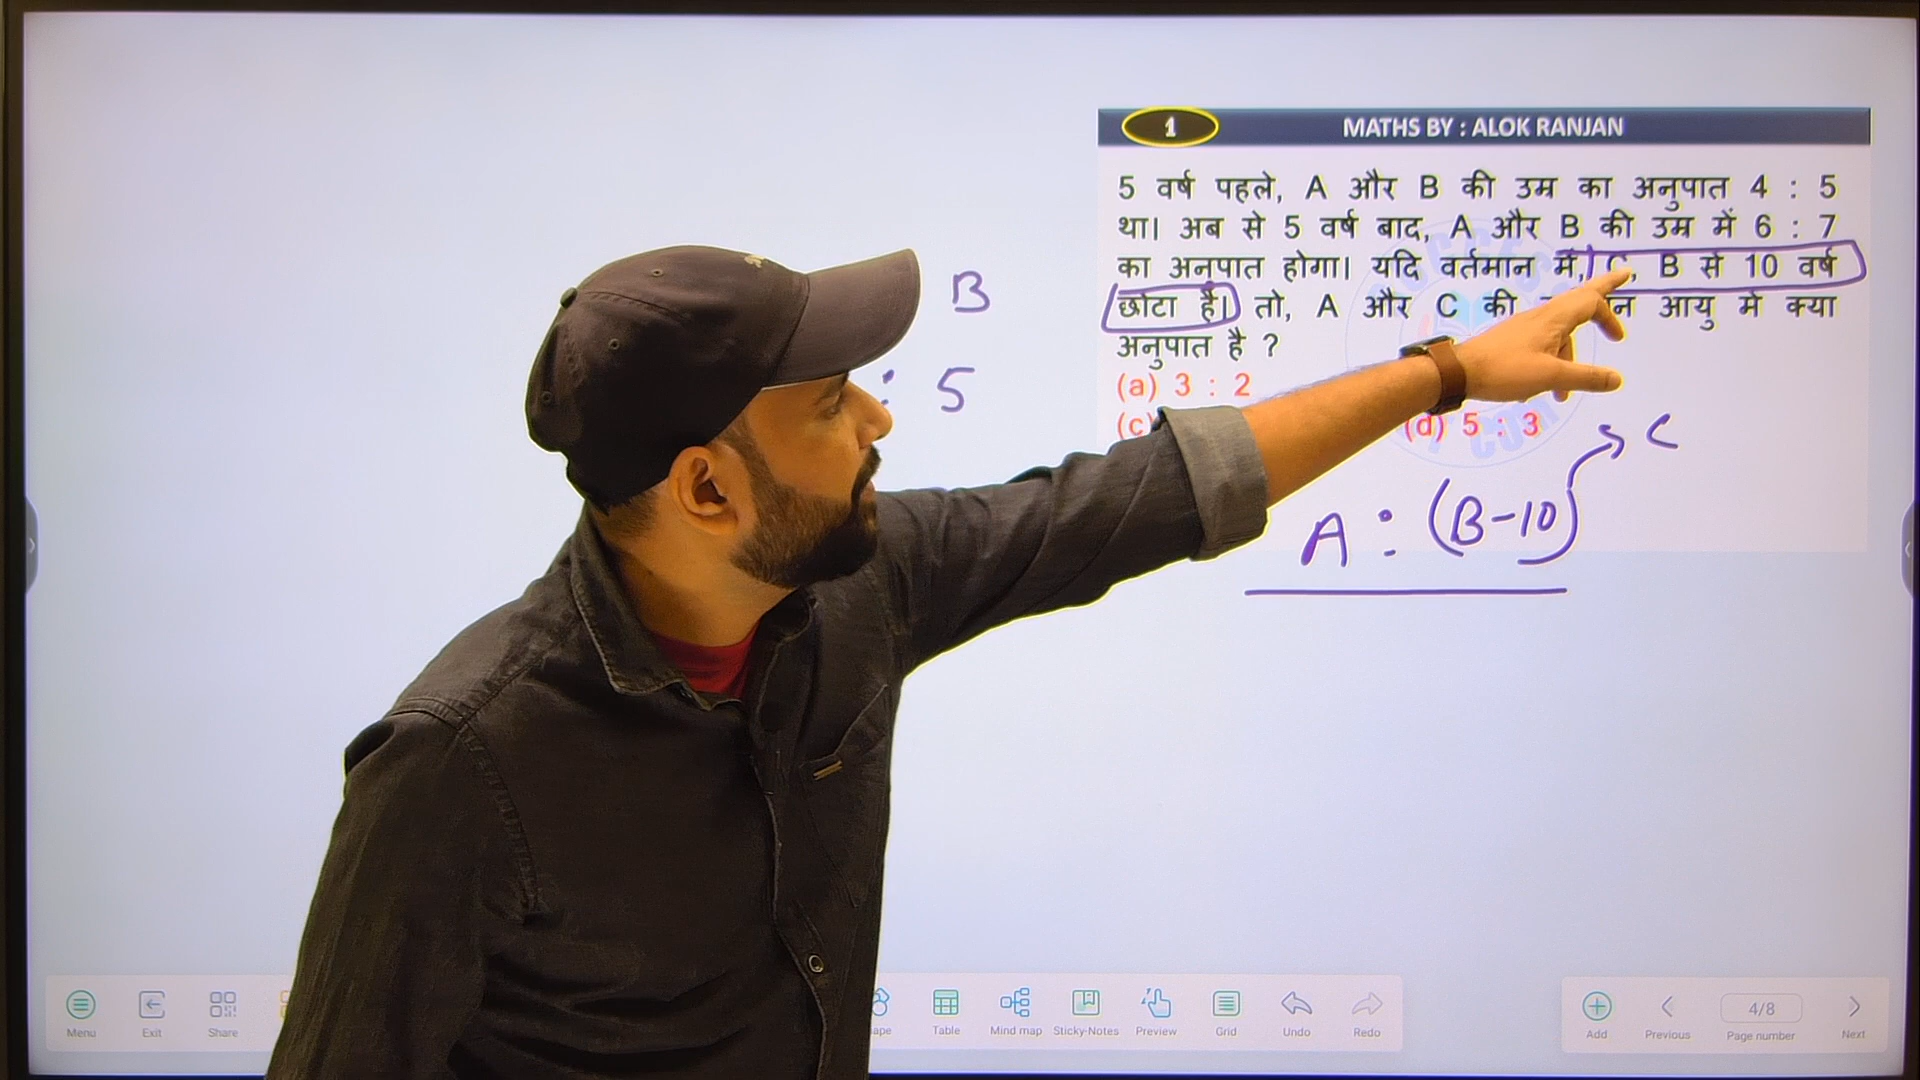 1 MATHS BY : ALOK RANJAN
5 वर्ष पहले, A और B की उम्र का अनुपात 4 : 5
था। अब से 5 वर्ष बाद, A और B की उम्र में 6 : 7
का अनुपात होगा। यदि वर्तमान में, C, B से 10 वर्ष
छोटा है। तो, A और C की आयु में क्या
अनुपात है ?
(a) 3 : 2
(c) (d) 5 : 3
B
: 5
C
A : (B-10)
Menu Exit Share Table Mind map Sticky-Notes Preview Grid Undo Redo Add Previous 4/8 Page number Next